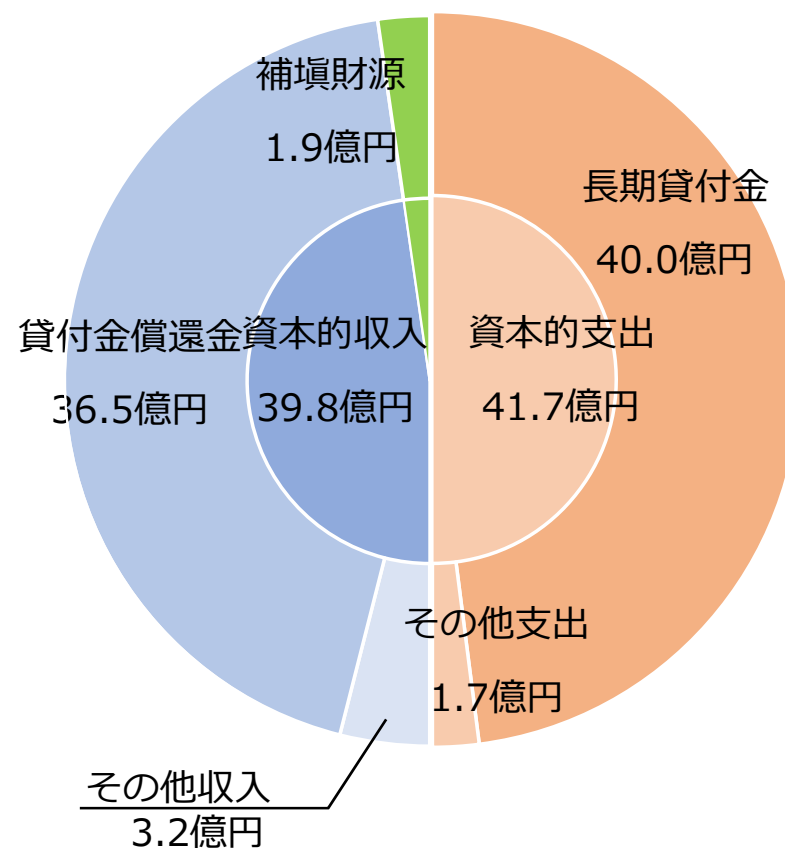 補塡財源
1.9億円
長期貸付金
40.0億円
貸付金償還金
36.5億円
資本的収入
39.8億円
資本的支出
41.7億円
その他支出
1.7億円
その他収入
3.2億円